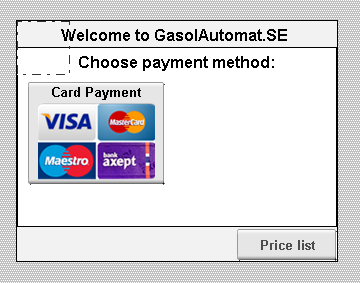 Welcome to GasolAutomat.SE
Choose payment method:
Card Payment
VISA
MasterCard
Maestro
bank
axept
Price list